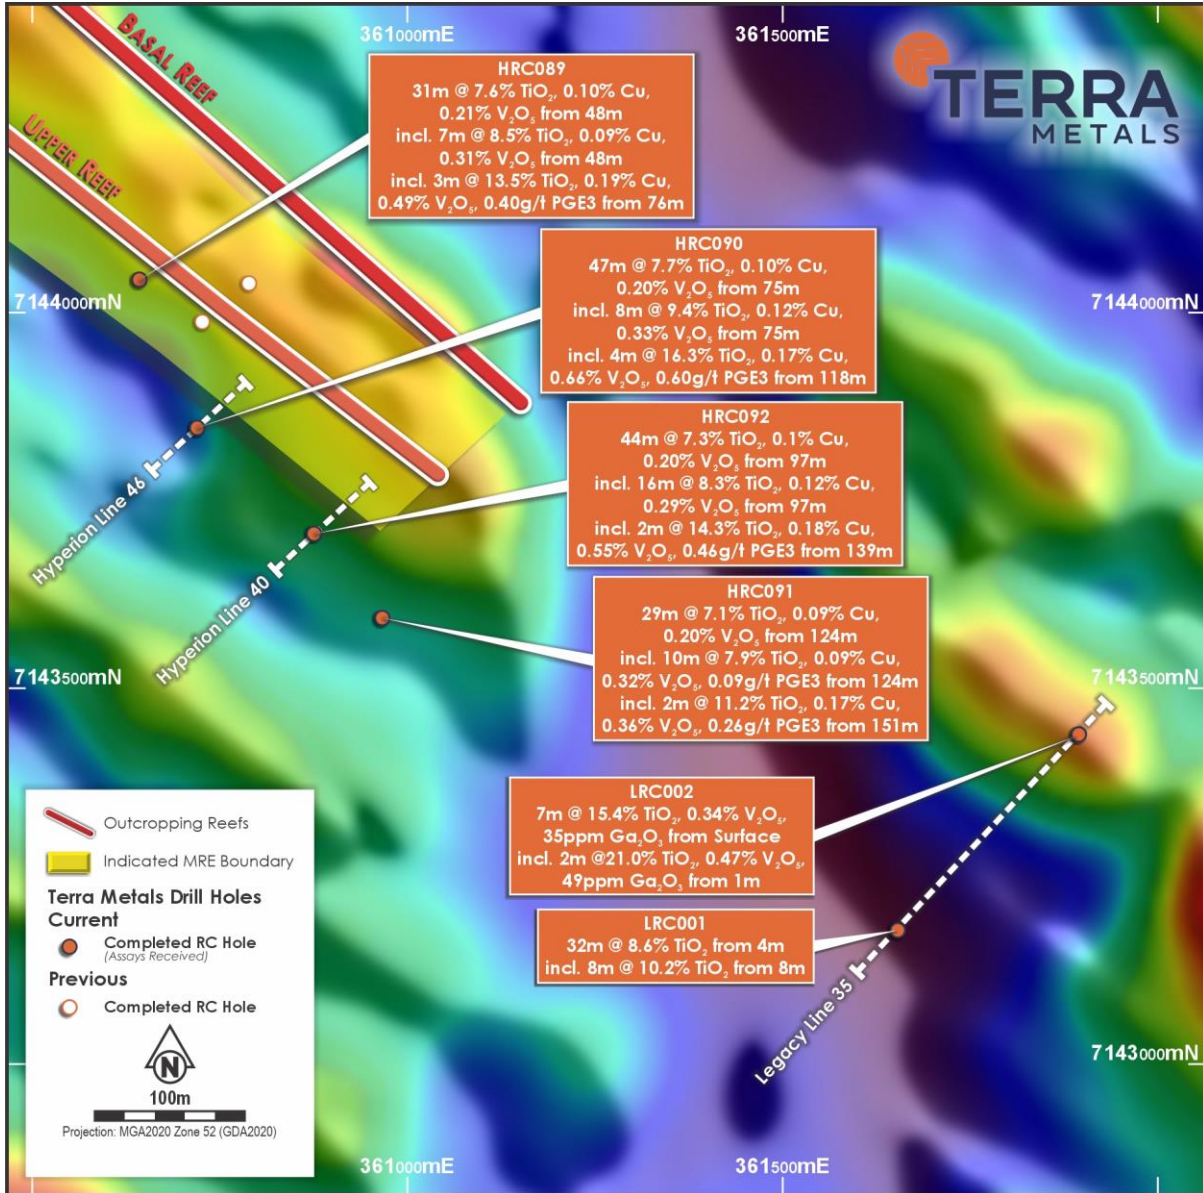 361000mE
361500mE
TERRA
METALS
BASAL REEF
UPPER REEF
HRC089
31m @ 7.6% TiO₂, 0.10% Cu,
0.21% V₂O₅ from 48m
incl. 7m @ 8.5% TiO₂, 0.09% Cu,
0.31% V₂O₅ from 48m
incl. 3m @ 13.5% TiO₂, 0.19% Cu,
0.49% V₂O₅, 0.40g/t PGE3 from 76m
HRC090
47m @ 7.7% TiO₂, 0.10% Cu,
0.20% V₂O₅ from 75m
incl. 8m @ 9.4% TiO₂, 0.12% Cu,
0.33% V₂O₅ from 75m
incl. 4m @ 16.3% TiO₂, 0.17% Cu,
0.66% V₂O₅, 0.60g/t PGE3 from 118m
7144000mN
7144000mN
HRC092
44m @ 7.3% TiO₂, 0.1% Cu,
0.20% V₂O₅ from 97m
incl. 16m @ 8.3% TiO₂, 0.12% Cu,
0.29% V₂O₅ from 97m
incl. 2m @ 14.3% TiO₂, 0.18% Cu,
0.55% V₂O₅, 0.46g/t PGE3 from 139m
Hyperion Line 46
Hyperion Line 40
HRC091
29m @ 7.1% TiO₂, 0.09% Cu,
0.20% V₂O₅ from 124m
incl. 10m @ 7.9% TiO₂, 0.09% Cu,
0.32% V₂O₅, 0.09g/t PGE3 from 124m
incl. 2m @ 11.2% TiO₂, 0.17% Cu,
0.36% V₂O₅, 0.26g/t PGE3 from 151m
7143500mN
7143500mN
LRC002
7m @ 15.4% TiO₂, 0.34% V₂O₅,
35ppm Ga₂O₃ from Surface
incl. 2m @21.0% TiO₂, 0.47% V₂O₅,
49ppm Ga₂O₃ from 1m
LRC001
32m @ 8.6% TiO₂ from 4m
incl. 8m @ 10.2% TiO₂ from 8m
Legacy Line 35
7143000mN
Outcropping Reefs
Indicated MRE Boundary
Terra Metals Drill Holes
Current
Completed RC Hole
(Assays Received)
Previous
Completed RC Hole
N
100m
Projection: MGA2020 Zone 52 (GDA2020)
361000mE
361500mE